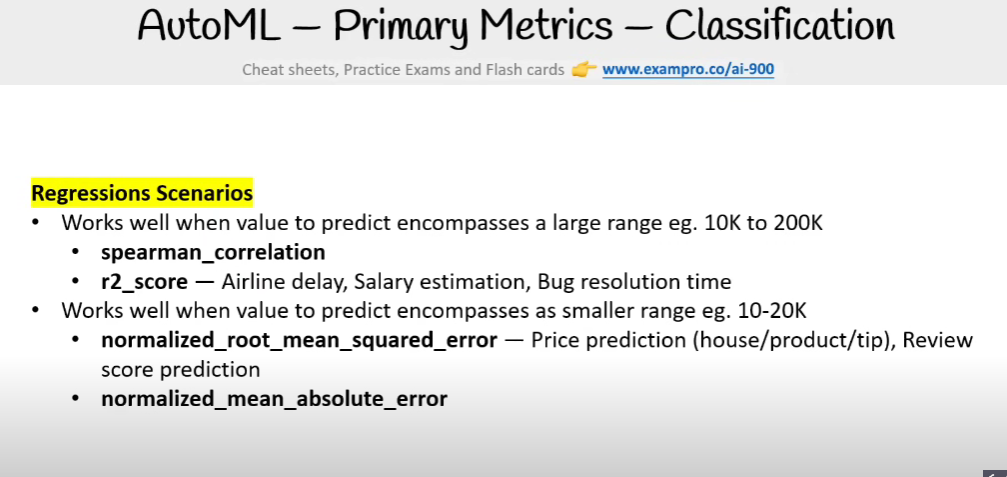 AutoML – Primary Metrics – Classification
Cheat sheets, Practice Exams and Flash cards 👉 www.exampro.co/ai-900
Regressions Scenarios
• Works well when value to predict encompasses a large range eg. 10K to 200K
• spearman_correlation
• r2_score — Airline delay, Salary estimation, Bug resolution time
• Works well when value to predict encompasses as smaller range eg. 10-20K
• normalized_root_mean_squared_error — Price prediction (house/product/tip), Review
score prediction
• normalized_mean_absolute_error